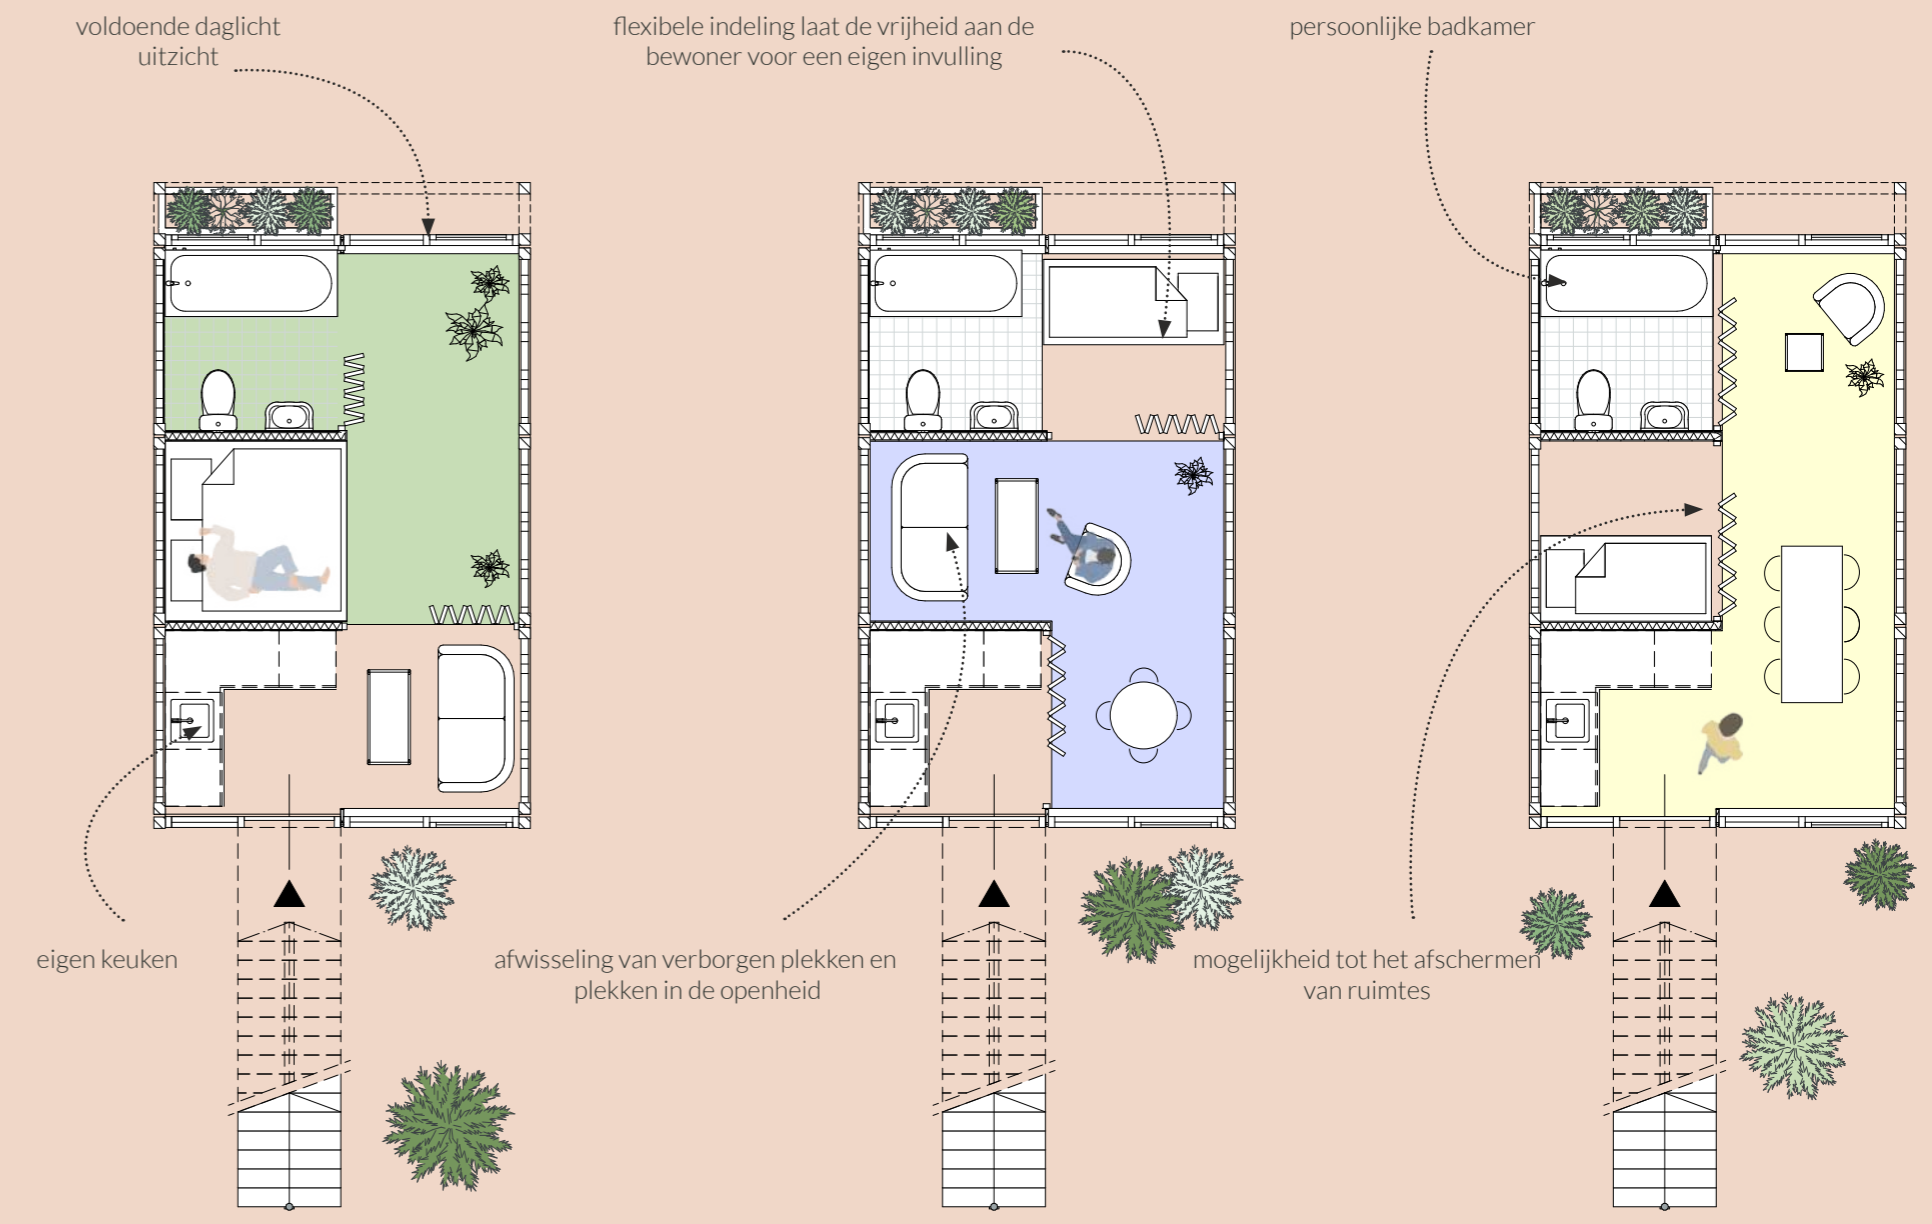 voldoende daglicht
uitzicht
flexibele indeling laat de vrijheid aan de
bewoner voor een eigen invulling
persoonlijke badkamer
eigen keuken
afwisseling van verborgen plekken en
plekken in de openheid
mogelijkheid tot het afschermen
van ruimtes